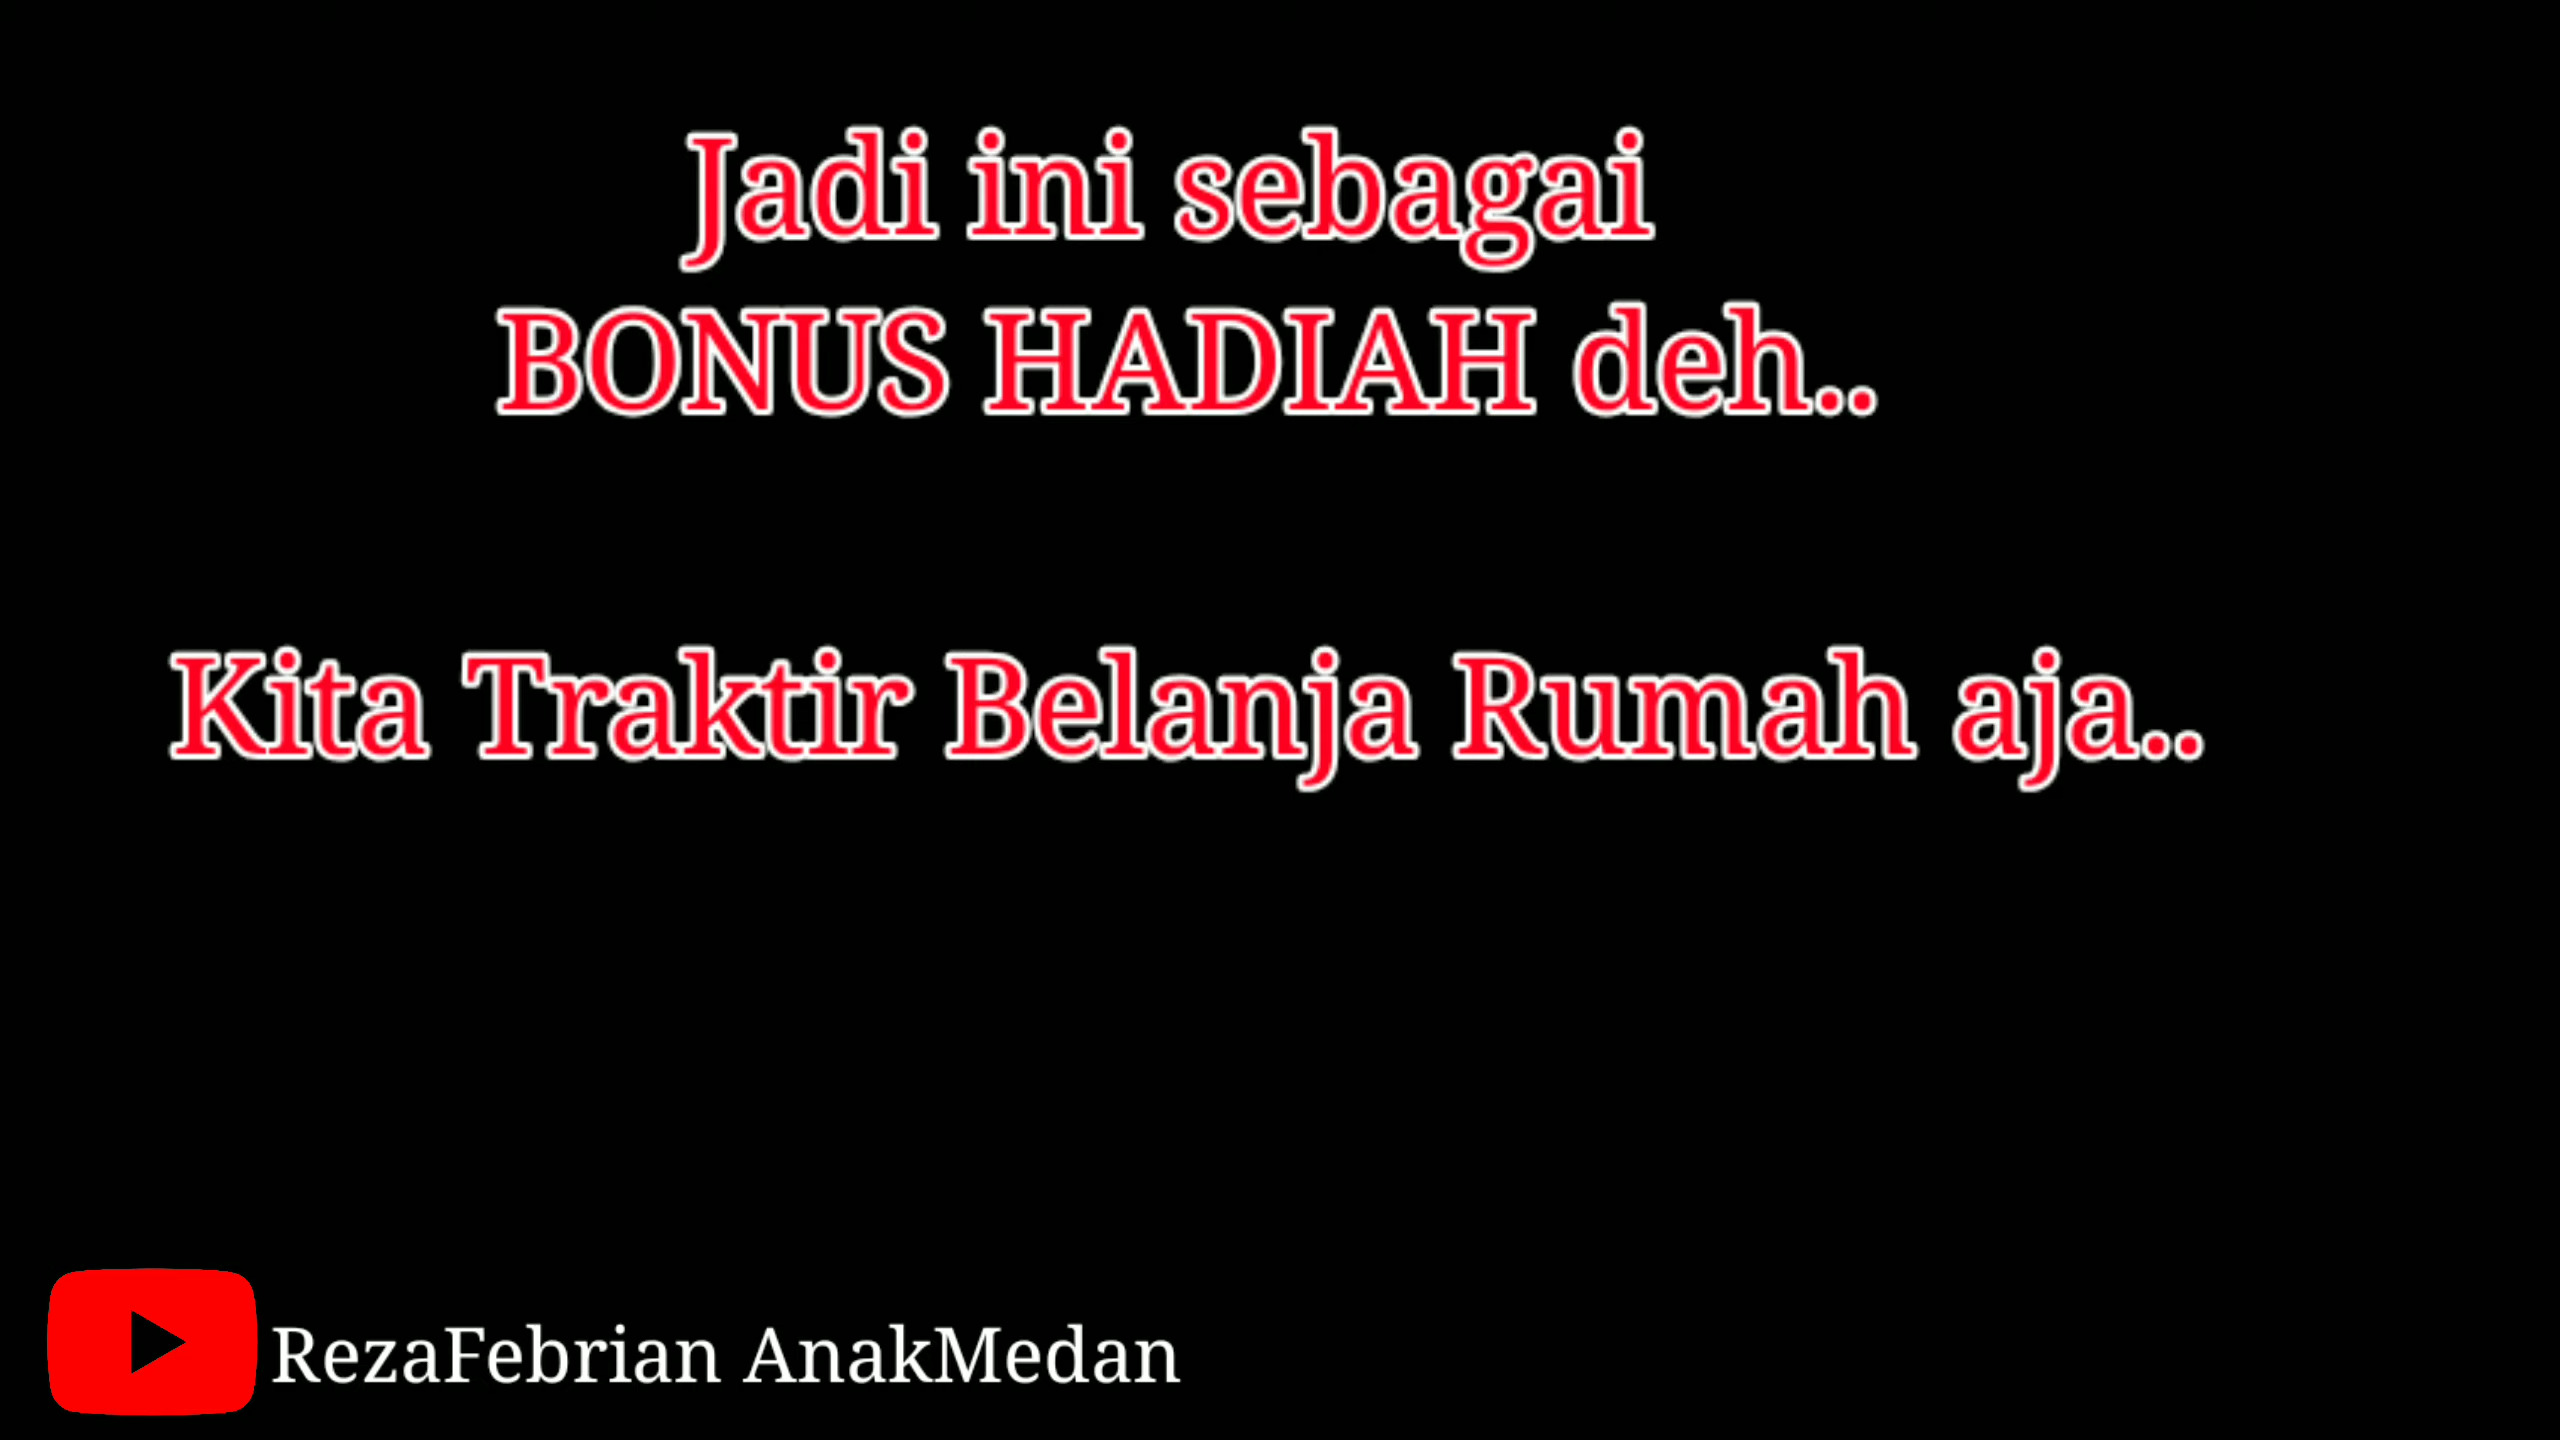 Jadi ini sebagai
BONUS HADIAH deh..
Kita Traktir Belanja Rumah aja..
RezaFebrian AnakMedan